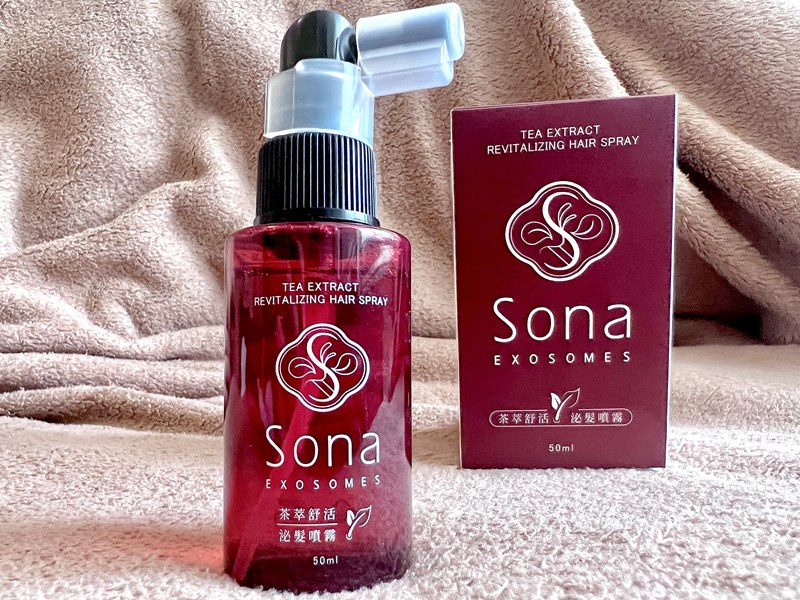 TEA EXTRACT
REVITALIZING HAIR SPRAY
Sona
EXOSOMES
茶萃舒活
泌髮噴霧
50ml
TEA EXTRACT
REVITALIZING HAIR SPRAY
Sona
EXOSOMES
茶萃舒活 泌髮噴霧
50ml